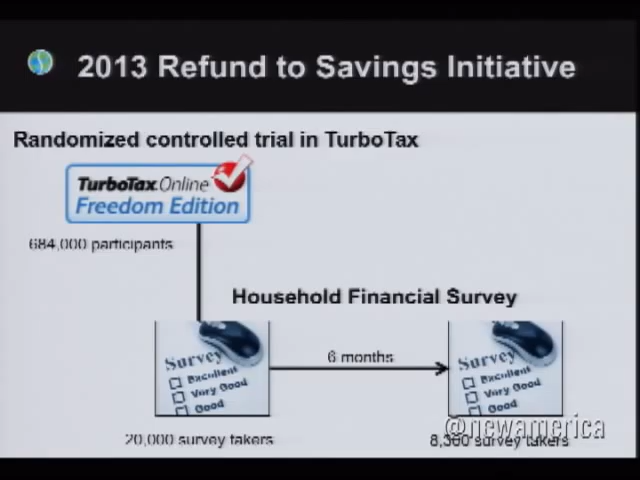 2013 Refund to Savings Initiative
Randomized controlled trial in TurboTax
TurboTax Online
Freedom Edition
684,000 participants
Household Financial Survey
Survey
Excellent
Very Good
Good
6 months
Survey
Excellent
Very Good
Good
@newamerica
20,000 survey takers
8,300 survey takers